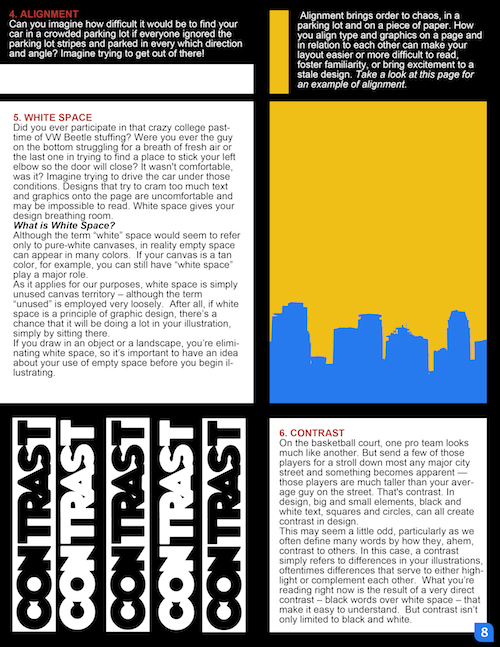 4. ALIGNMENT
Can you imagine how difficult it would be to find your
car in a crowded parking lot if everyone ignored the
parking lot stripes and parked in every which direction
and angle? Imagine trying to get out of there!
Alignment brings order to chaos, in a
parking lot and on a piece of paper. How
you align type and graphics on a page and
in relation to each other can make your
layout easier or more difficult to read,
foster familiarity, or bring excitement to a
stale design. Take a look at this page for
an example of alignment.
5. WHITE SPACE
Did you ever participate in that crazy college past-
time of VW Beetle stuffing? Were you ever the guy
on the bottom struggling for a breath of fresh air or
the last one in trying to find a place to stick your left
elbow so the door will close? It wasn't comfortable,
was it? Imagine trying to drive the car under those
conditions. Designs that try to cram too much text
and graphics onto the page are uncomfortable and
may be impossible to read. White space gives your
design breathing room.
What is White Space?
Although the term “white” space would seem to refer
only to pure-white canvases, in reality empty space
can appear in many colors.  If your canvas is a tan
color, for example, you can still have “white space”
play a major role.
As it applies for our purposes, white space is simply
unused canvas territory – although the term
“unused” is employed very loosely.  After all, if white
space is a principle of graphic design, there's a
chance that it will be doing a lot in your illustration,
simply by sitting there.
If you draw in an object or a landscape, you're elimi-
nating white space, so it's important to have an idea
about your use of empty space before you begin il-
lustrating.
CONTRAST
CONTRAST
CONTRAST
CONTRAST
CONTRAST
6. CONTRAST
On the basketball court, one pro team looks
much like another. But send a few of those
players for a stroll down most any major city
street and something becomes apparent —
those players are much taller than your aver-
age guy on the street. That's contrast. In
design, big and small elements, black and
white text, squares and circles, can all create
contrast in design.
This may seem a little odd, particularly as we
often define many words by how they, ahem,
contrast to others. In this case, a contrast
simply refers to differences in your illustrations,
oftentimes differences that serve to either high-
light or complement each other.  What you're
reading right now is the result of a very direct
contrast – black words over white space – that
make it easy to understand.  But contrast isn't
only limited to black and white.
8